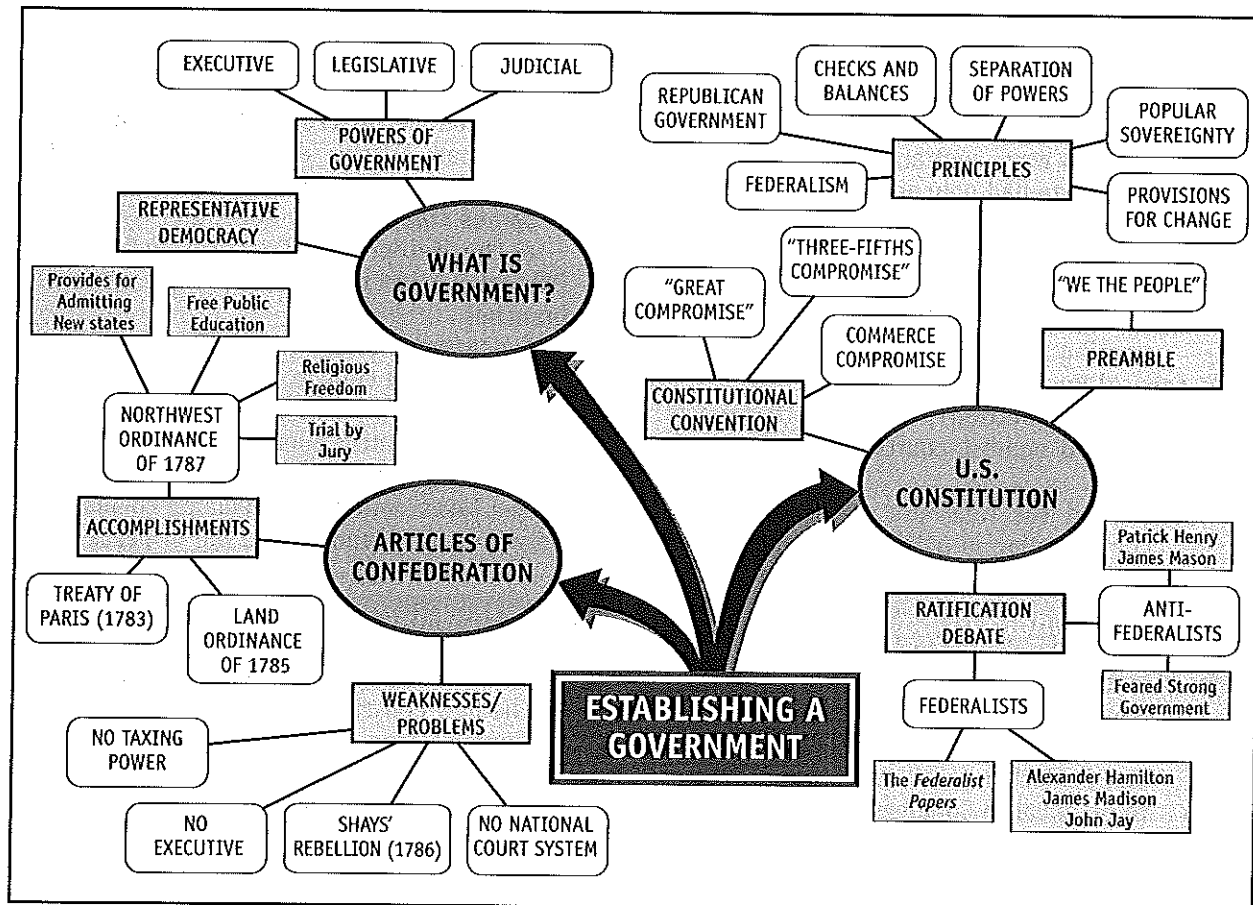 EXECUTIVE
LEGISLATIVE
JUDICIAL
POWERS OF
GOVERNMENT
REPRESENTATIVE
DEMOCRACY
WHAT IS
GOVERNMENT?
REPUBLICAN
GOVERNMENT
CHECKS AND
BALANCES
SEPARATION
OF POWERS
POPULAR
SOVEREIGNTY
FEDERALISM
PRINCIPLES
PROVISIONS
FOR CHANGE
"GREAT
COMPROMISE"
"THREE-FIFTHS
COMPROMISE"
COMMERCE
COMPROMISE
CONSTITUTIONAL
CONVENTION
"WE THE PEOPLE"
PREAMBLE
U.S.
CONSTITUTION
Provides for
Admitting
New states
Free Public
Education
Religious
Freedom
Trial by
Jury
NORTHWEST
ORDINANCE
OF 1787
ACCOMPLISHMENTS
TREATY OF
PARIS (1783)
LAND
ORDINANCE
OF 1785
ARTICLES OF
CONFEDERATION
WEAKNESSES/
PROBLEMS
NO TAXING
POWER
NO
EXECUTIVE
SHAYS'
REBELLION (1786)
NO NATIONAL
COURT SYSTEM
ESTABLISHING A
GOVERNMENT
RATIFICATION
DEBATE
Patrick Henry
James Mason
ANTI-
FEDERALISTS
Feared Strong
Government
FEDERALISTS
The Federalist
Papers
Alexander Hamilton
James Madison
John Jay